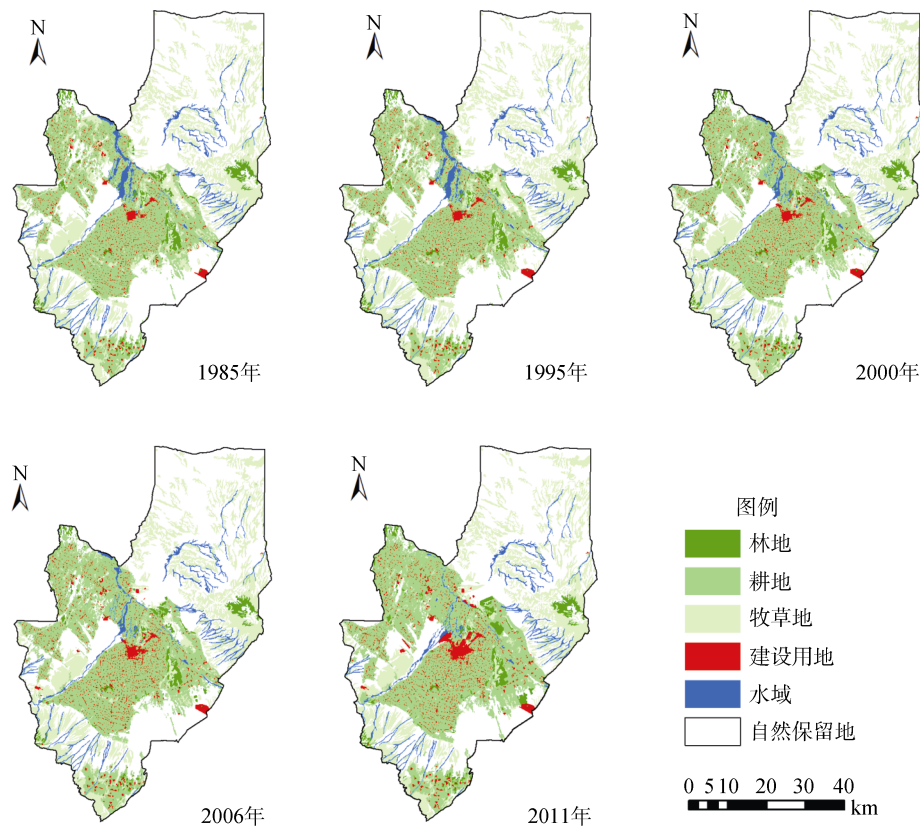 N
N
N
1985年
1995年
2000年
N
N
2006年
2011年
图例
林地
耕地
牧草地
建设用地
水域
自然保留地
0 5 10 20 30 40
km